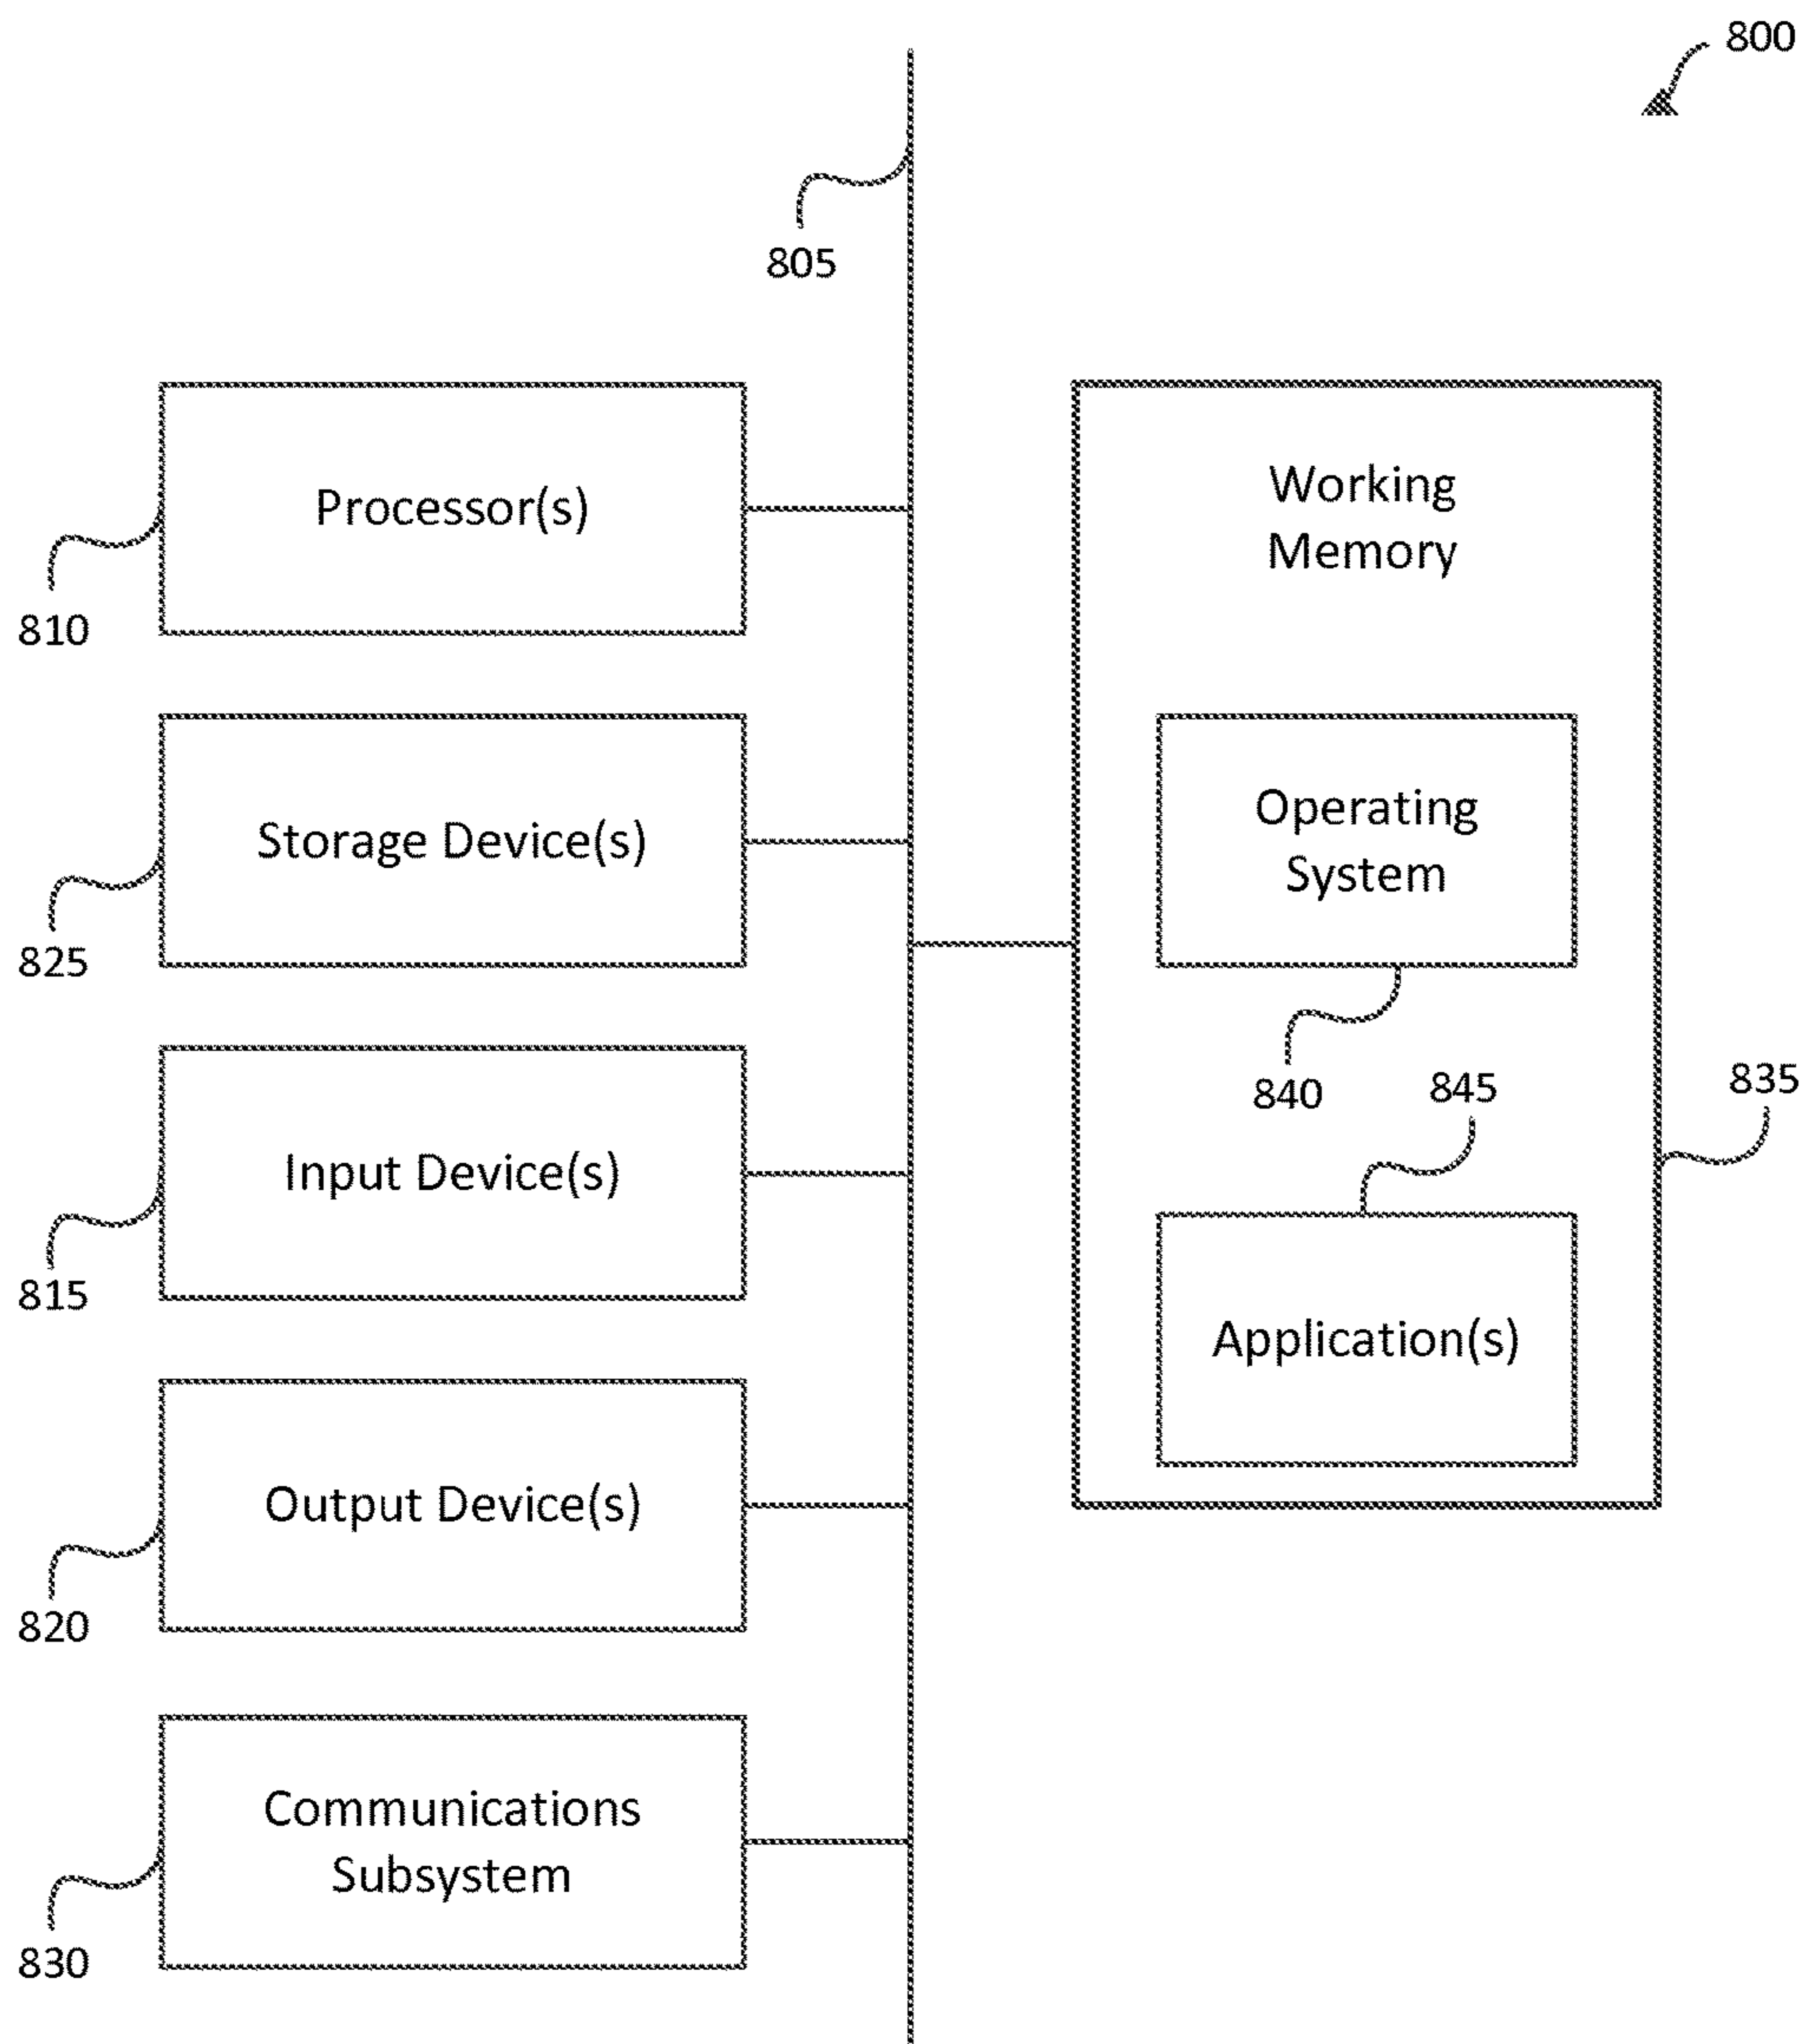 800
805
Processor(s)
810
Storage Device(s)
825
Input Device(s)
815
Output Device(s)
820
Communications
Subsystem
830
Working
Memory
Operating
System
840
845
835
Application(s)